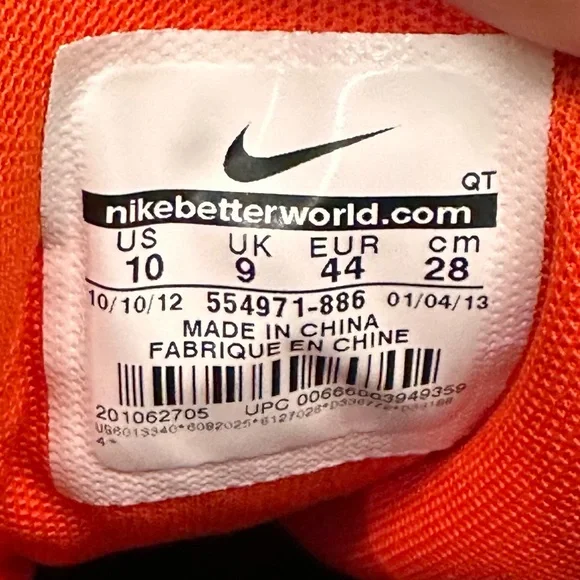 QT
nikebetterworld.com
US UK EUR cm
10 9 44 28
10/10/12 554971-886 01/04/13
MADE IN CHINA
FABRIQUE EN CHINE
201062705 UPC 00666003949359
4~